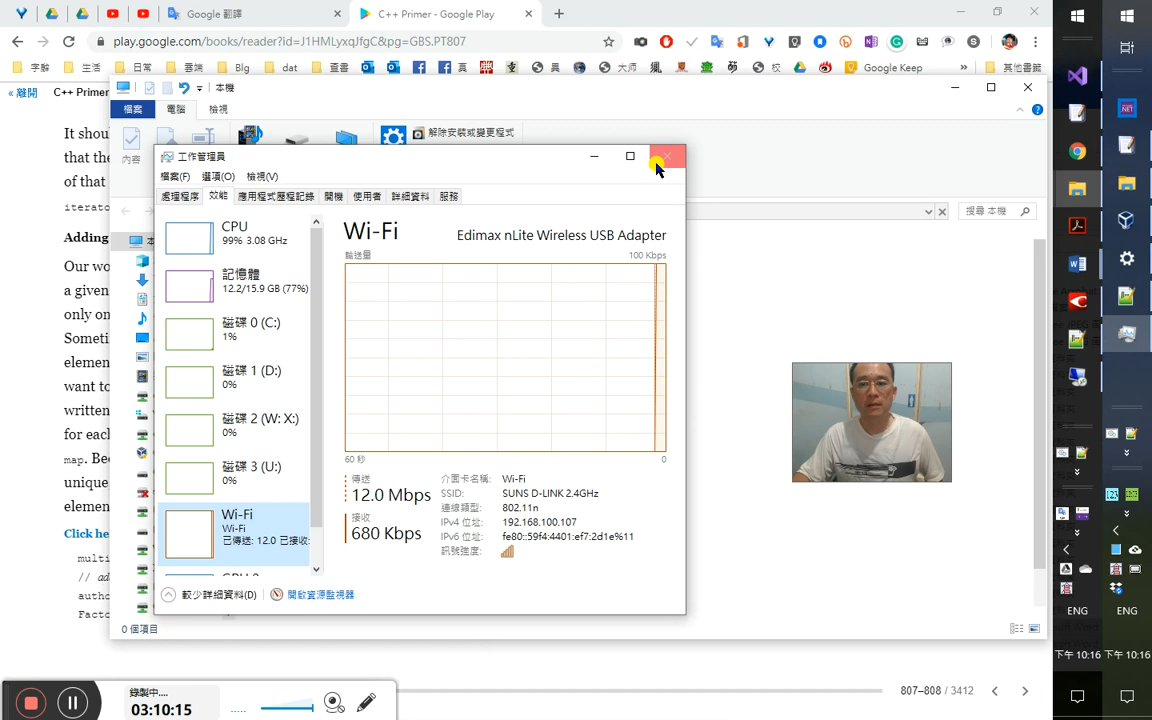 Google 翻譯
C++ Primer - Google Play
play.google.com/books/reader?id=J1HMLyxqJfgC&pg=GBS.PT807
字辭
生活
日常
雲端
Blg
dat
查書
真
異
大师
校
Google Keep
其他書籤
« 離開
C++ Primer
本機
檔案
電腦
檢視
內容
解除安裝或變更程式
搜尋 本機
It shou
that the
of that
iterato
Adding
Our wo
a given
only on
Someti
elemen
want to
written
for each
map. Be
unique
elemen
Click he
multi
// ad
autho
Facto
工作管理員
檔案(F)
選項(O)
檢視(V)
處理程序
效能
應用程式歷程記錄
開機
使用者
詳細資料
服務
CPU
99% 3.08 GHz
記憶體
12.2/15.9 GB (77%)
磁碟 0 (C:)
1%
磁碟 1 (D:)
0%
磁碟 2 (W: X:)
0%
磁碟 3 (U:)
0%
Wi-Fi
Wi-Fi
已傳送: 12.0 已接收:
Wi-Fi
Edimax nLite Wireless USB Adapter
輸送量
100 Kbps
60 秒
0
傳送
12.0 Mbps
接收
680 Kbps
介面卡名稱: Wi-Fi
SSID: SUNS D-LINK 2.4GHz
連線類型: 802.11n
IPv4 位址: 192.168.100.107
IPv6 位址: fe80::59f4:4401:ef7:2d1e%11
訊號強度:
較少詳細資料(D)
開啟資源監視器
0 個項目
錄製中....
03:10:15
807–808 / 3412
ENG
ENG
下午 10:16
下午 10:16